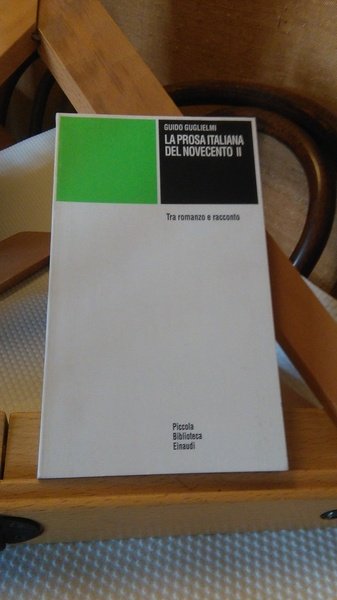 GUIDO GUGLIELMI
LA PROSA ITALIANA
DEL NOVECENTO II
Tra romanzo e racconto
Piccola
Biblioteca
Einaudi